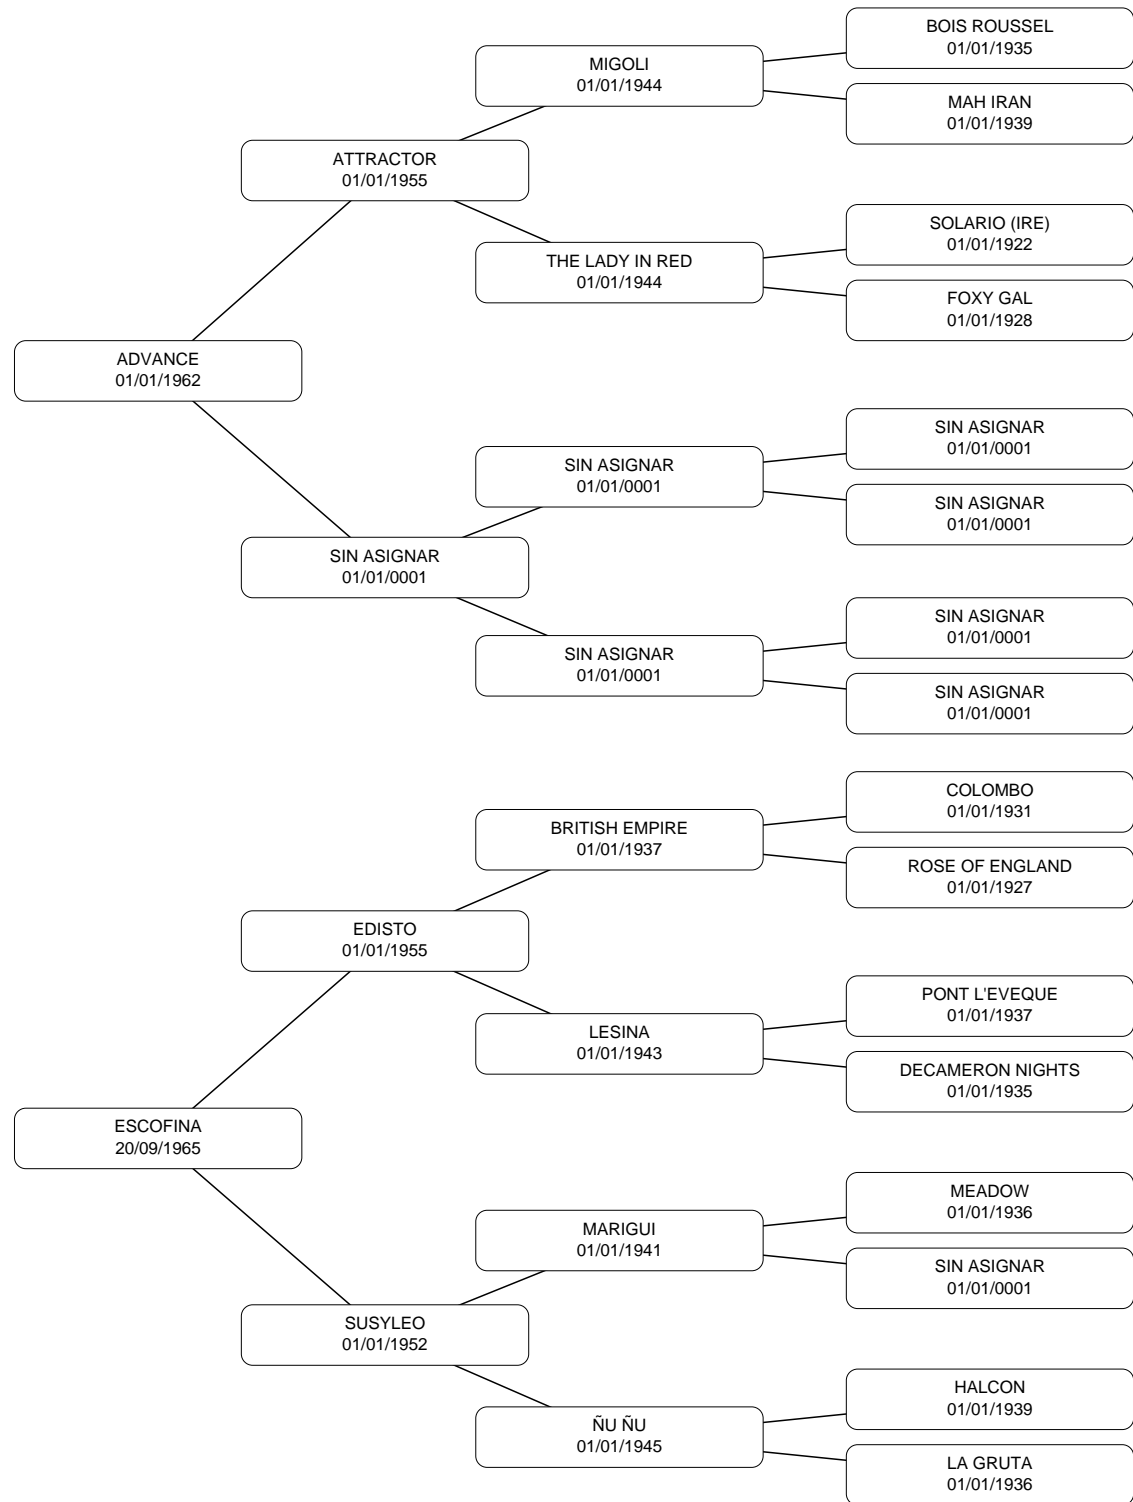 BOIS ROUSSEL
01/01/1935
MIGOLI
01/01/1944
MAH IRAN
01/01/1939
ATTRACTOR
01/01/1955
SOLARIO (IRE)
01/01/1922
THE LADY IN RED
01/01/1944
FOXY GAL
01/01/1928
ADVANCE
01/01/1962
SIN ASIGNAR
01/01/0001
SIN ASIGNAR
01/01/0001
SIN ASIGNAR
01/01/0001
SIN ASIGNAR
01/01/0001
SIN ASIGNAR
01/01/0001
SIN ASIGNAR
01/01/0001
SIN ASIGNAR
01/01/0001
COLOMBO
01/01/1931
BRITISH EMPIRE
01/01/1937
ROSE OF ENGLAND
01/01/1927
EDISTO
01/01/1955
PONT L'EVEQUE
01/01/1937
LESINA
01/01/1943
DECAMERON NIGHTS
01/01/1935
ESCOFINA
20/09/1965
MEADOW
01/01/1936
MARIGUI
01/01/1941
SIN ASIGNAR
01/01/0001
SUSYLEO
01/01/1952
HALCON
01/01/1939
ÑU ÑU
01/01/1945
LA GRUTA
01/01/1936